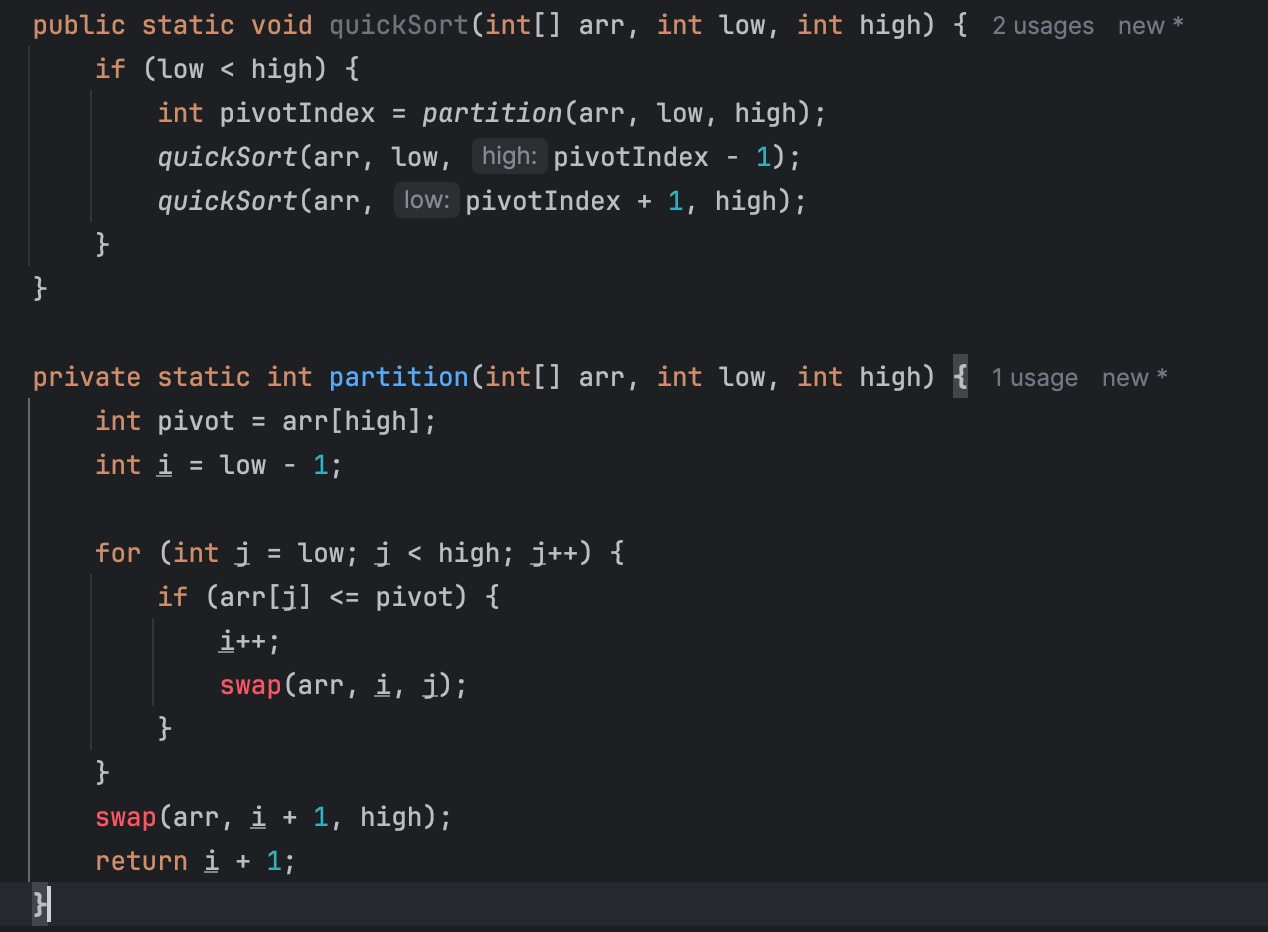 public static void quickSort(int[] arr, int low, int high) { 2 usages new *
    if (low < high) {
        int pivotIndex = partition(arr, low, high);
        quickSort(arr, low, high: pivotIndex - 1);
        quickSort(arr, low: pivotIndex + 1, high);
    }
}

private static int partition(int[] arr, int low, int high) { 1 usage new *
    int pivot = arr[high];
    int i = low - 1;

    for (int j = low; j < high; j++) {
        if (arr[j] <= pivot) {
            i++;
            swap(arr, i, j);
        }
    }
    swap(arr, i + 1, high);
    return i + 1;
}